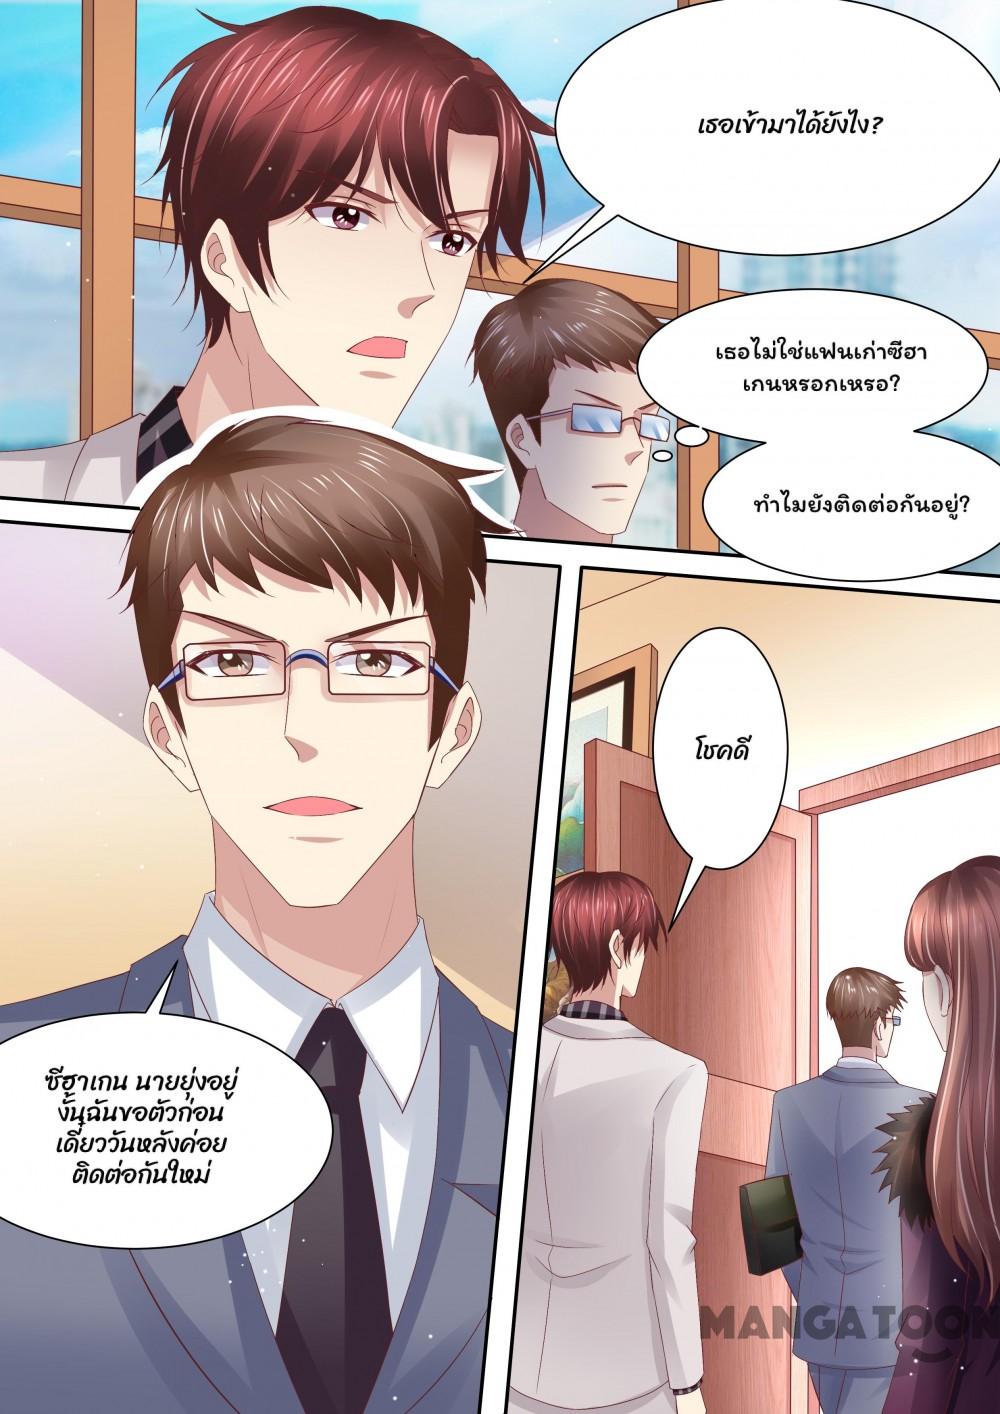 เธอเข้ามาได้ยังไง?
เธอไม่ใช่แฟนเก่าซีฮา
เกนหรอกเหรอ?
ทำไมยังติดต่อกันอยู่?
โชคดี
ซีฮาเกน นายยุ่งอยู่
งั้นฉันขอตัวก่อน
เดี๋ยววันหลังค่อย
ติดต่อกันใหม่
MANGATOON